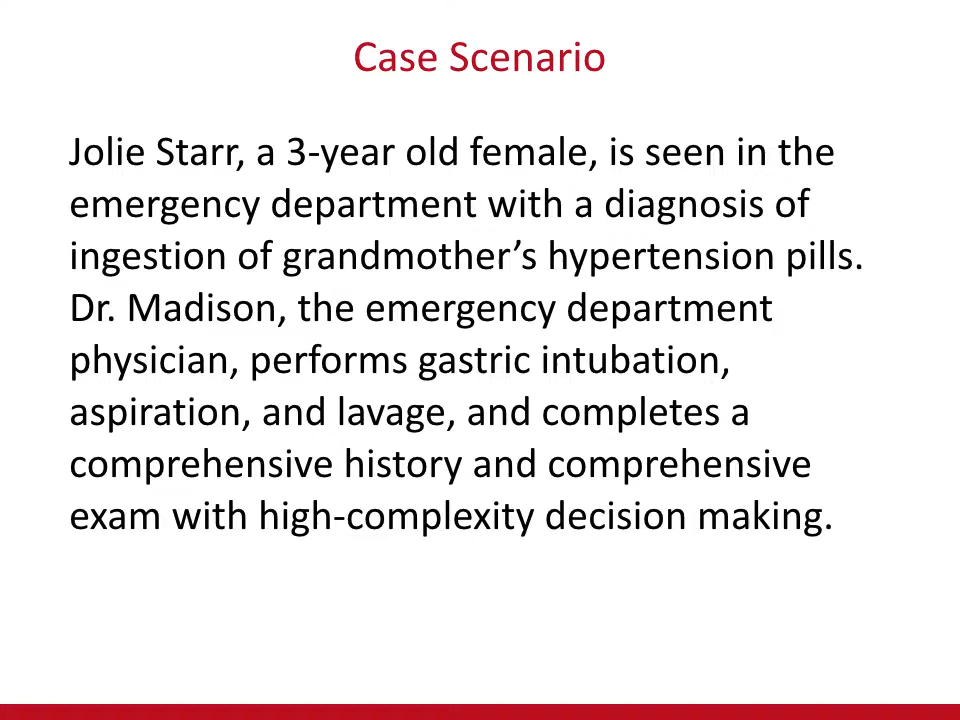 Case Scenario
Jolie Starr, a 3-year old female, is seen in the
emergency department with a diagnosis of
ingestion of grandmother’s hypertension pills.
Dr. Madison, the emergency department
physician, performs gastric intubation,
aspiration, and lavage, and completes a
comprehensive history and comprehensive
exam with high-complexity decision making.